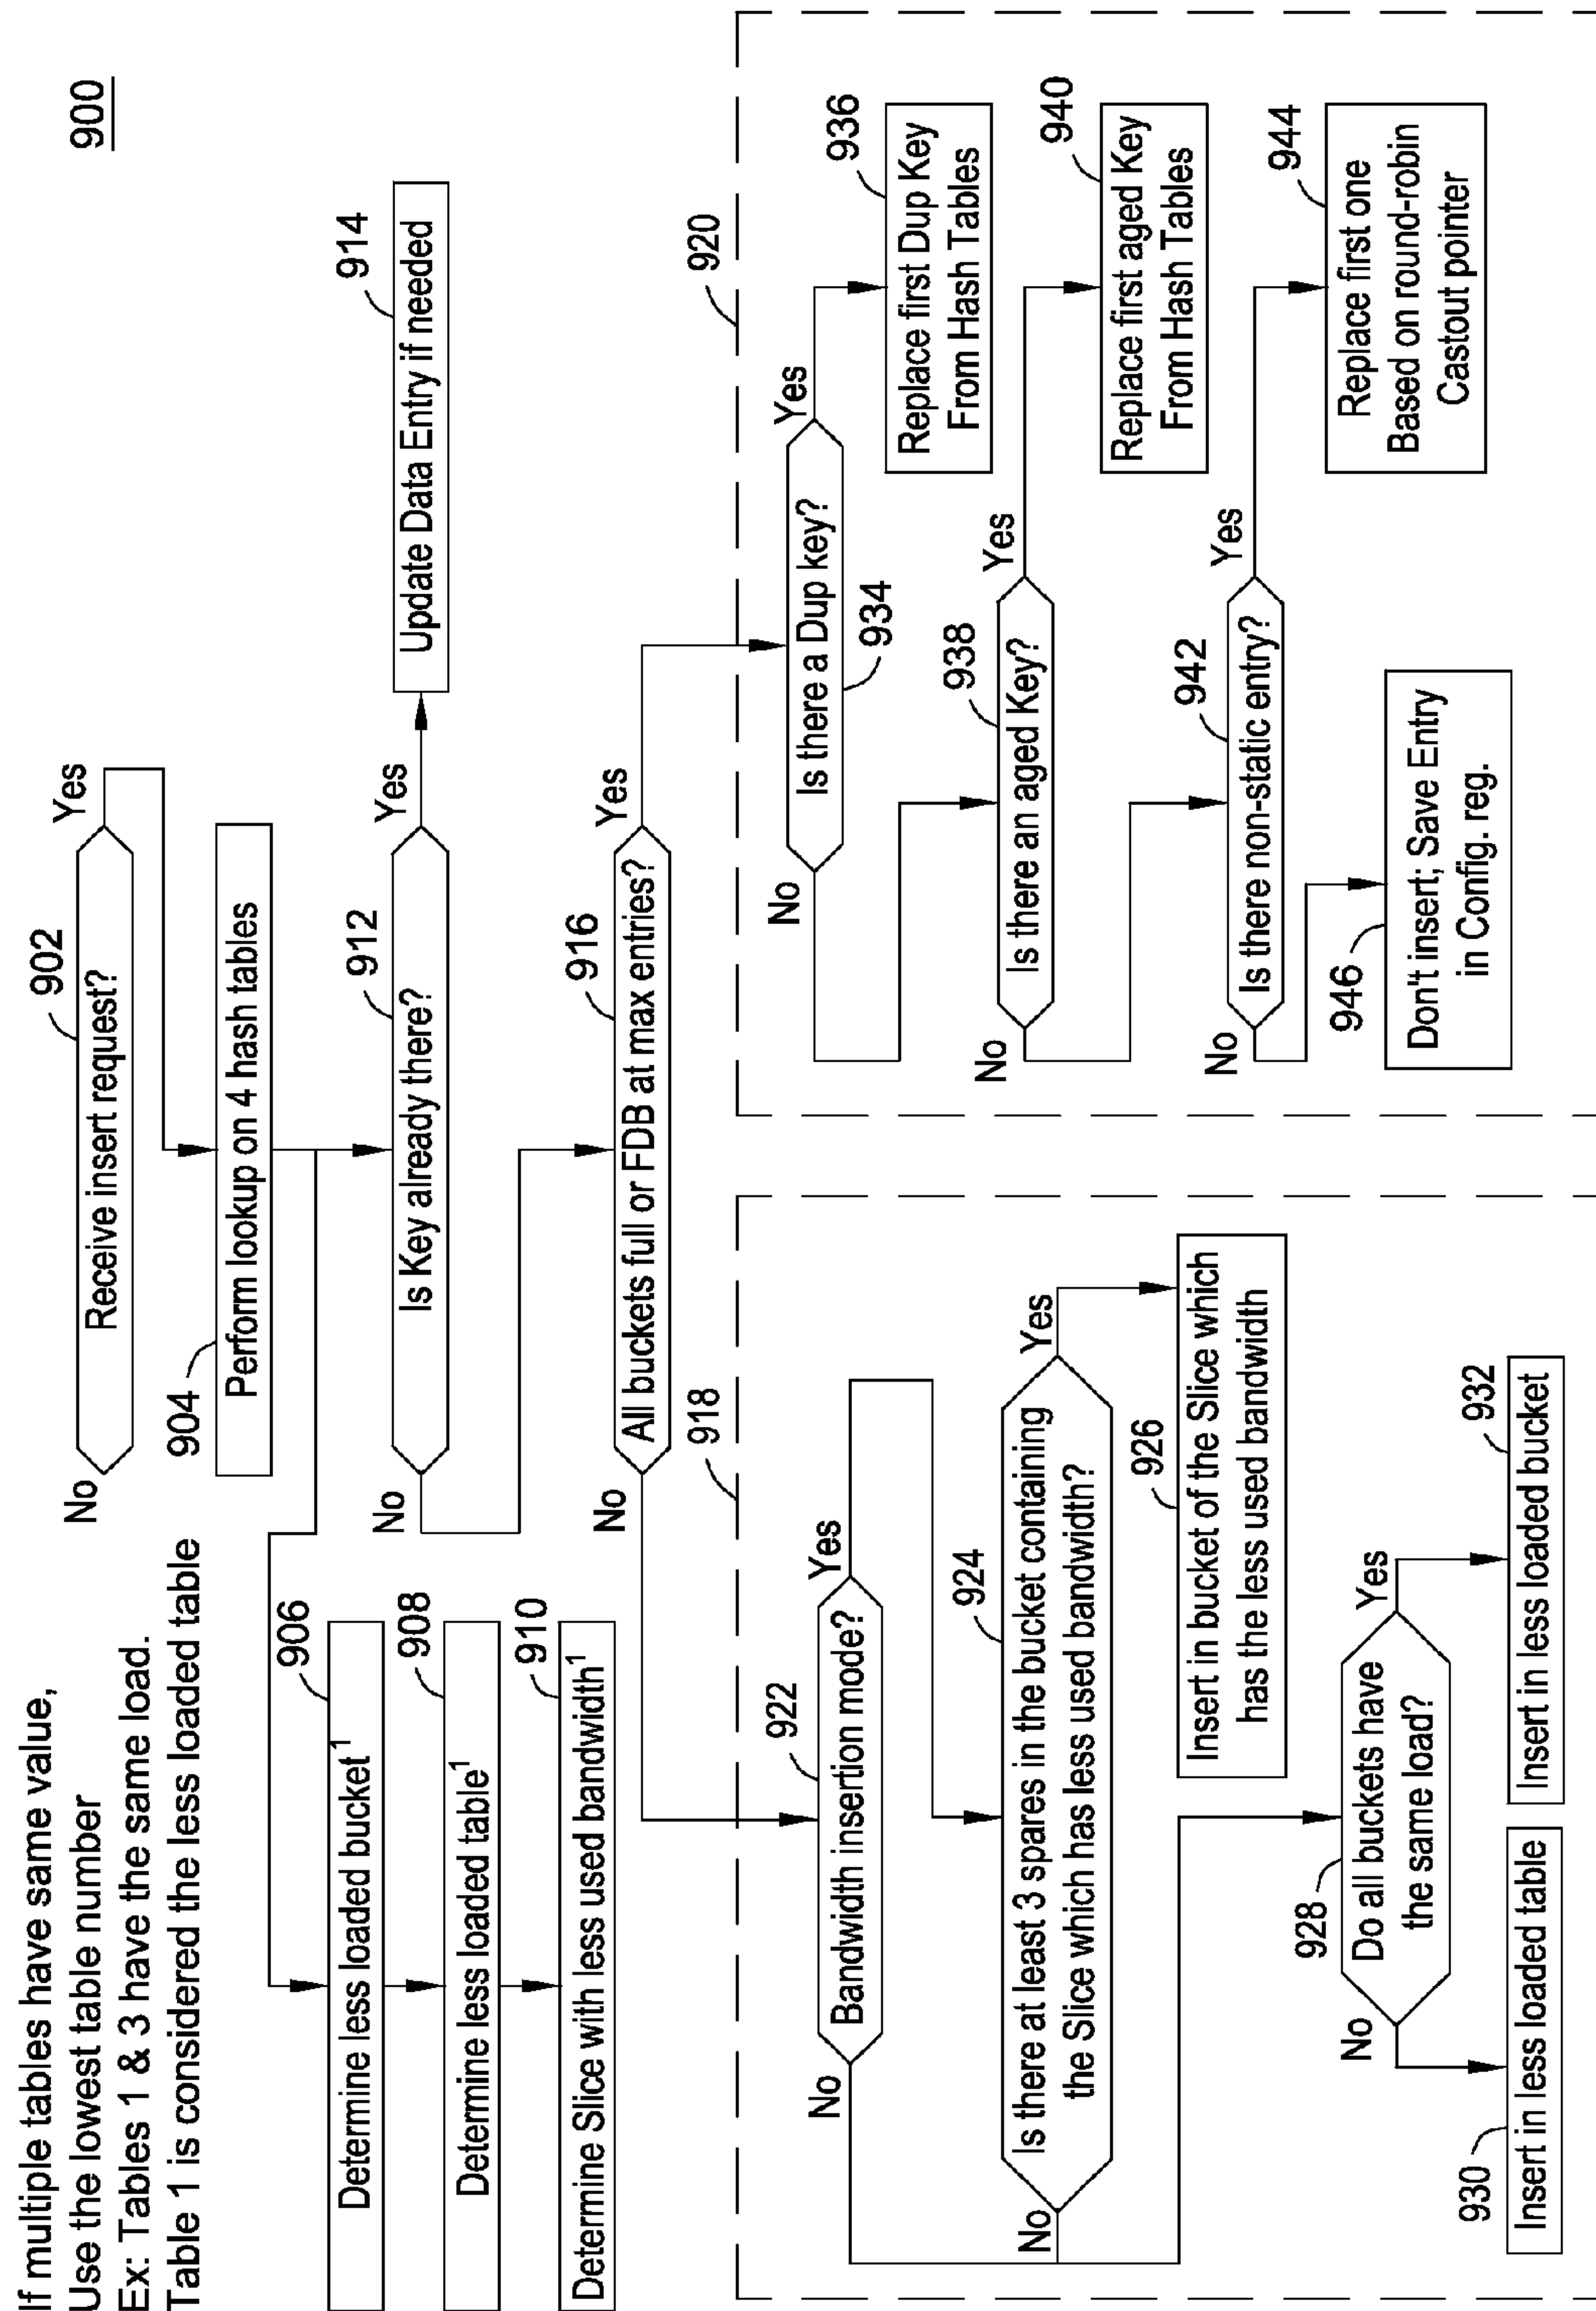 900
If multiple tables have same value,
Use the lowest table number
Ex: Tables 1 & 3 have the same load.
Table 1 is considered the less loaded table
902
No
Receive insert request?
Yes
904
Perform lookup on 4 hash tables
906
Determine less loaded bucket1
908
Determine less loaded table1
910
Determine Slice with less used bandwidth1
912
No
Is Key already there?
Yes
914
Update Data Entry if needed
916
No
All buckets full or FDB at max entries?
Yes
918
922
No
Bandwidth insertion mode?
Yes
924
Is there at least 3 spares in the bucket containing
the Slice which has less used bandwidth?
No
Yes
926
Insert in bucket of the Slice which
has the less used bandwidth
928
Do all buckets have
the same load?
No
Yes
930
Insert in less loaded table
932
Insert in less loaded bucket
920
Is there a Dup key?
934
No
Yes
936
Replace first Dup Key
From Hash Tables
938
Is there an aged Key?
No
Yes
940
Replace first aged Key
From Hash Tables
942
Is there non-static entry?
No
Yes
944
Replace first one
Based on round-robin
Castout pointer
946
Don't insert; Save Entry
in Config. reg.